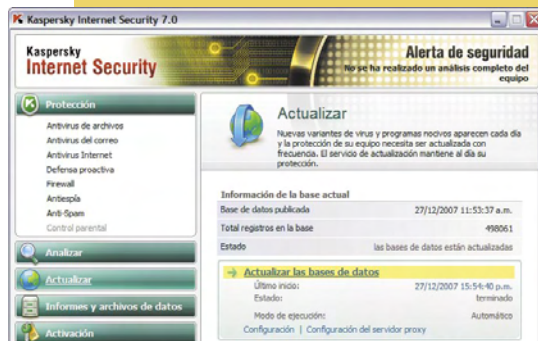 Kaspersky Internet Security 7.0
Kaspersky
Internet Security
Alerta de seguridad
No se ha realizado un análisis completo del
equipo
Protección
Antivirus de archivos
Antivirus del correo
Antivirus Internet
Defensa proactiva
Firewall
Antiespía
Anti-Spam
Control parental
Analizar
Actualizar
Informes y archivos de datos
Activación
Actualizar
Nuevas variantes de virus y programas nocivos aparecen cada día
y la protección de su equipo necesita ser actualizada con
frecuencia. El servicio de actualización mantiene al día su
protección.
Información de la base actual
Base de datos publicada 27/12/2007 11:53:37 a.m.
Total registros en la base 498061
Estado las bases de datos están actualizadas
Actualizar las bases de datos
Último inicio: 27/12/2007 15:54:40 p.m.
Estado: terminado
Modo de ejecución: Automático
Configuración | Configuración del servidor proxy